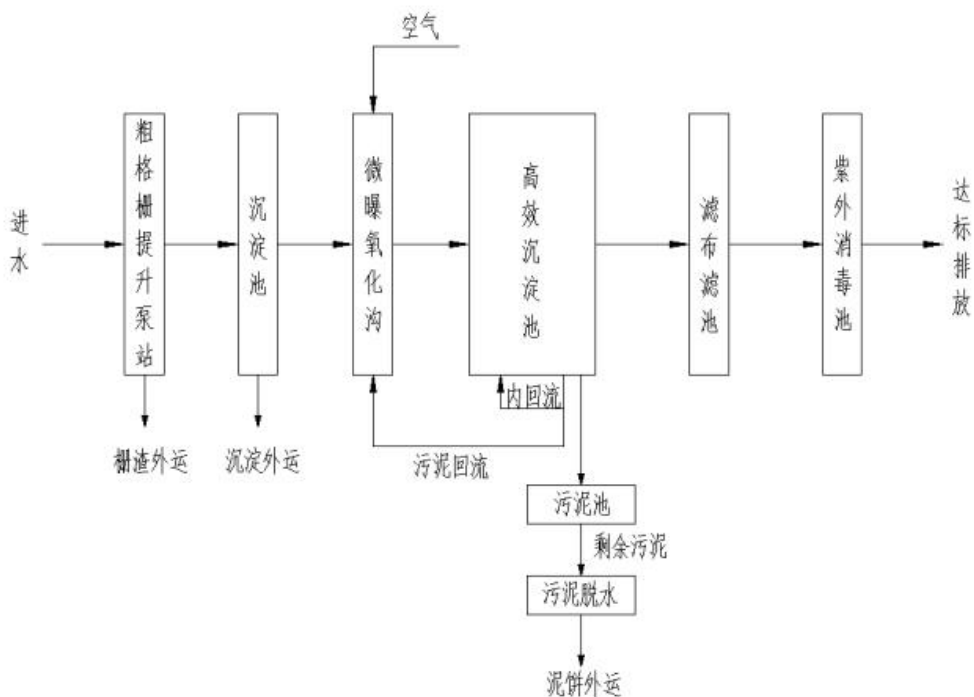 空气
进水
粗格栅提升泵站
沉淀池
微曝氧化沟
高效沉淀池
滤布滤池
紫外消毒池
达标排放
内回流
栅渣外运
沉淀外运
污泥回流
污泥池
剩余污泥
污泥脱水
泥饼外运